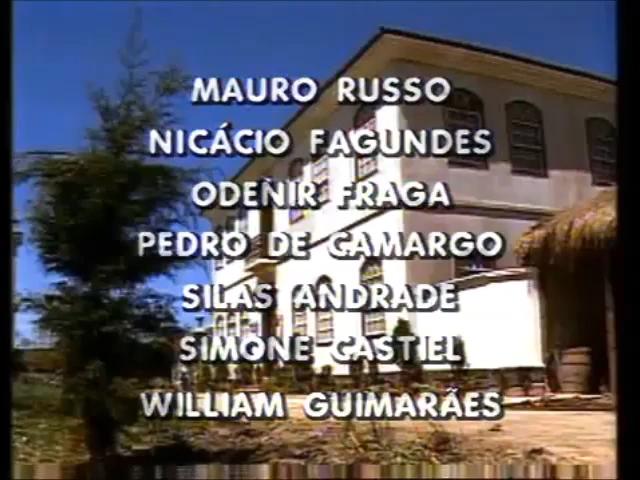 MAURO RUSSO
NICÁCIO FAGUNDES
ODENIR FRAGA
PEDRO DE CAMARGO
SILAS ANDRADE
SIMONE CASTIEL
WILLIAM GUIMARÃES